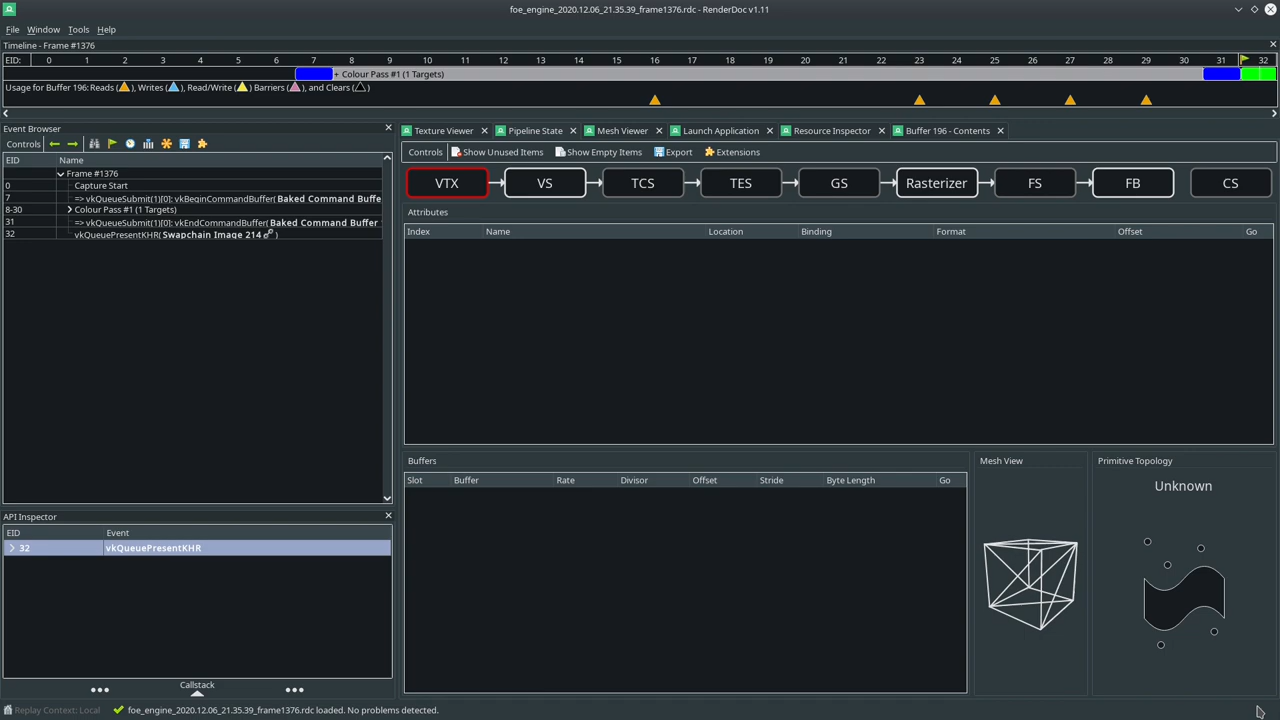 foe_engine_2020.12.06_21.35.39_frame1376.rdc - RenderDoc v1.11
File Window Tools Help
Timeline - Frame #1376
EID: 0 1 2 3 4 5 6 7 8 9 10 11 12 13 14 15 16 17 18 19 20 21 22 23 24 25 26 27 28 29 30 31 32
+ Colour Pass #1 (1 Targets)
Usage for Buffer 196: Reads ( ), Writes ( ), Read/Write ( ) Barriers ( ), and Clears ( )
Event Browser
Controls
EID Name
Frame #1376
0 Capture Start
7 => vkQueueSubmit(1)[0]: vkBeginCommandBuffer( Baked Command Buffe
8-30 Colour Pass #1 (1 Targets)
31 => vkQueueSubmit(1)[0]: vkEndCommandBuffer( Baked Command Buffer
32 vkQueuePresentKHR( Swapchain Image 214 )
API Inspector
EID Event
32 vkQueuePresentKHR
Callstack
Texture Viewer Pipeline State Mesh Viewer Launch Application Resource Inspector Buffer 196 - Contents
Controls Show Unused Items Show Empty Items Export Extensions
VTX VS TCS TES GS Rasterizer FS FB CS
Attributes
Index Name Location Binding Format Offset Go
Buffers
Slot Buffer Rate Divisor Offset Stride Byte Length Go
Mesh View
Primitive Topology
Unknown
Replay Context: Local foe_engine_2020.12.06_21.35.39_frame1376.rdc loaded. No problems detected.